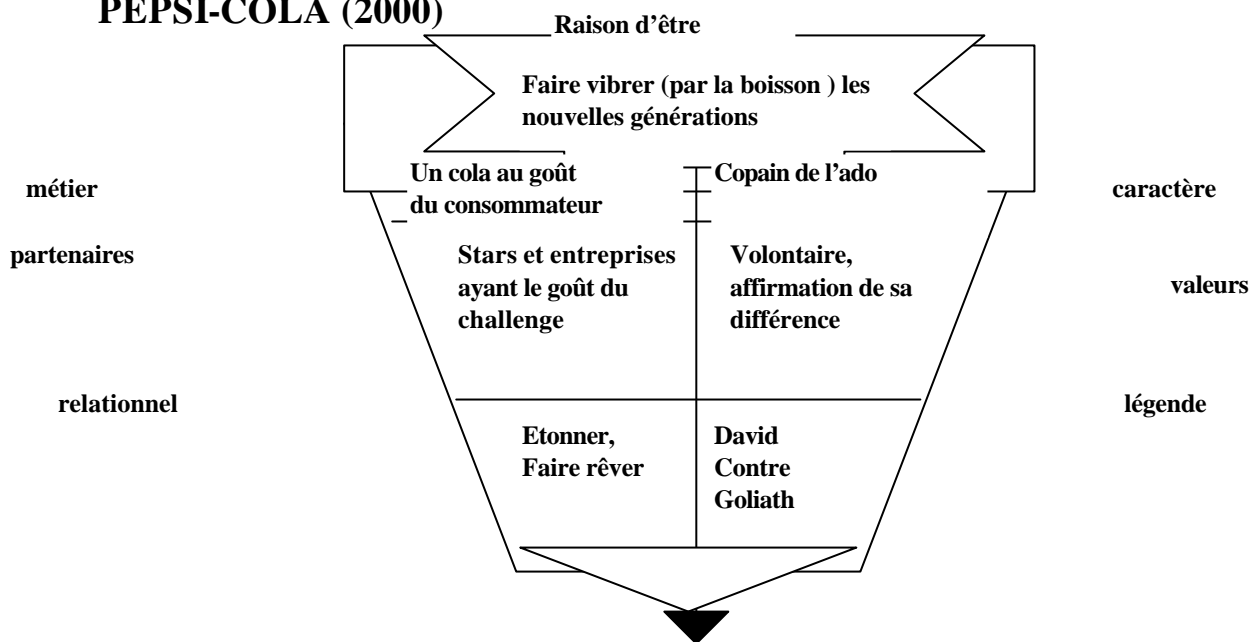 PEPSI-COLA (2000)
Raison d'être
Faire vibrer (par la boisson ) les
nouvelles générations
métier
Un cola au goût
du consommateur
Copain de l'ado
caractère
partenaires
Stars et entreprises
ayant le goût du
challenge
Volontaire,
affirmation de sa
différence
valeurs
relationnel
Etonner,
Faire rêver
David
Contre
Goliath
légende